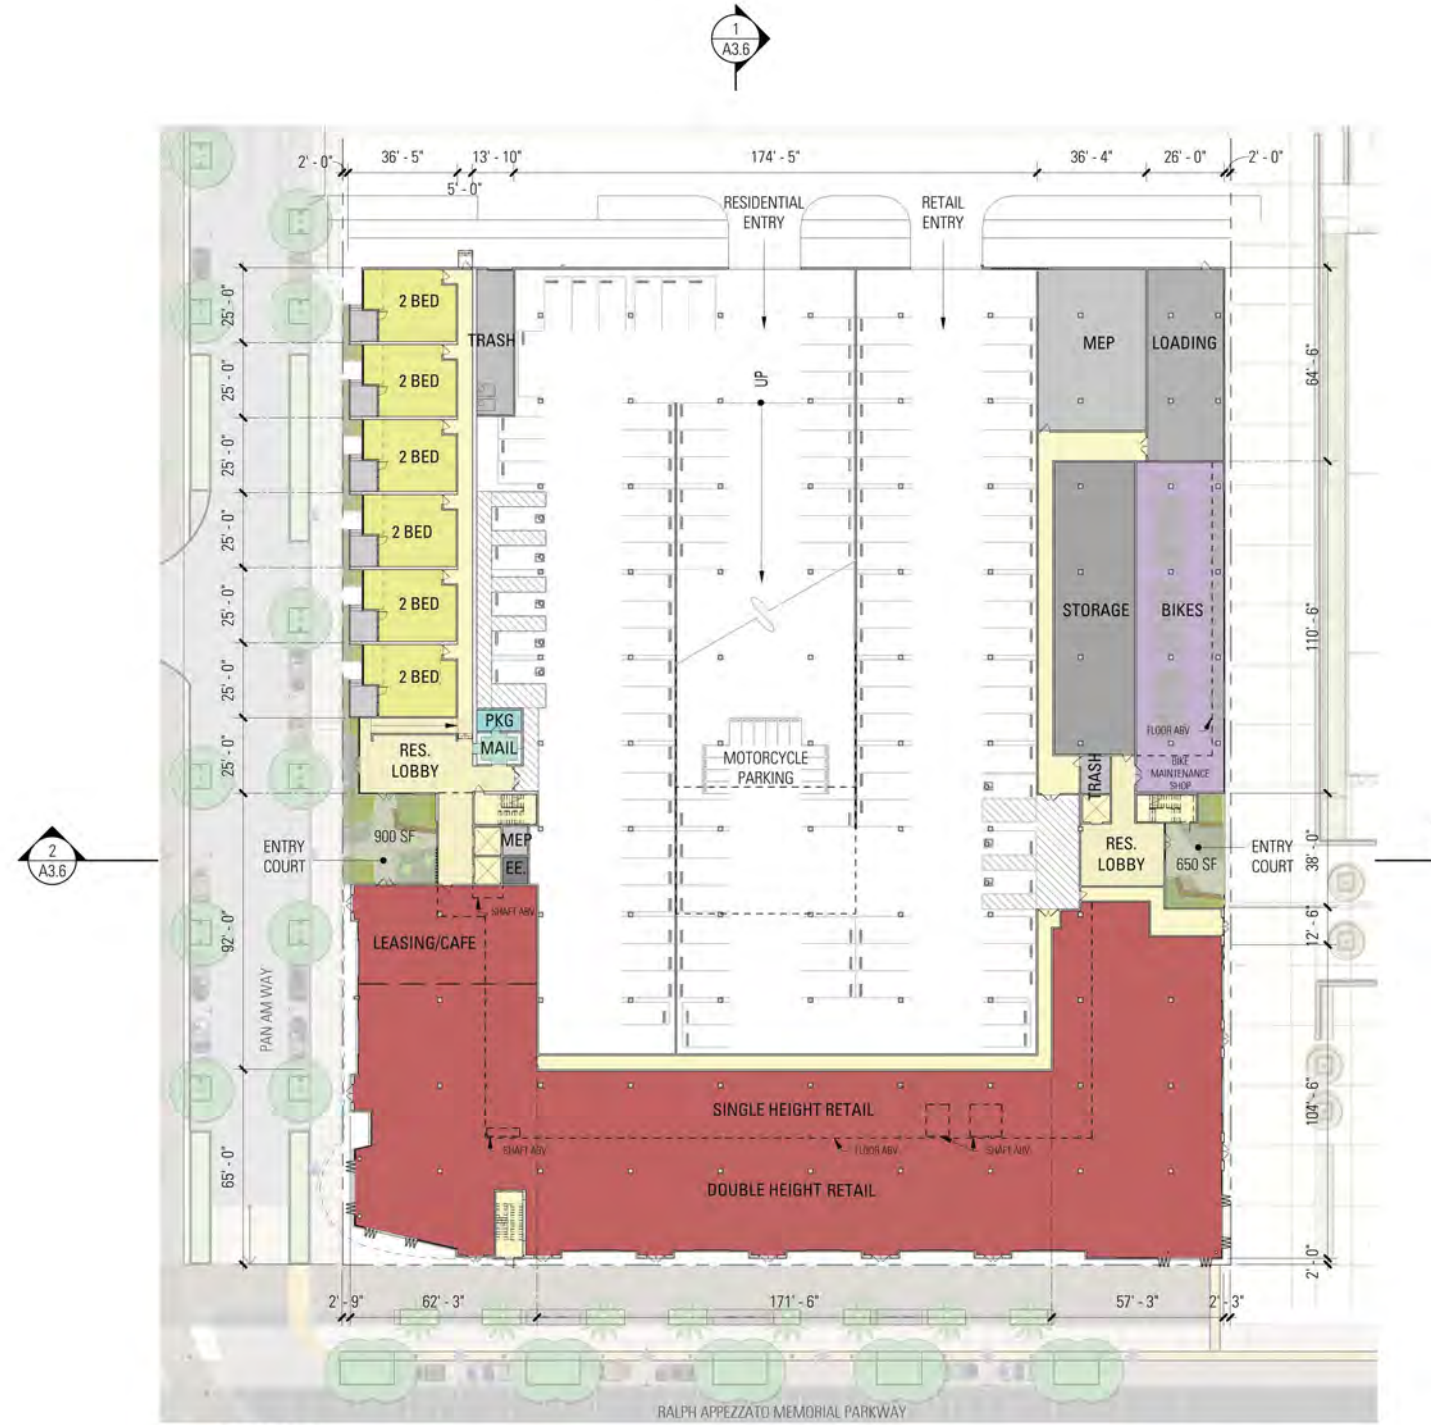 1
A3.6
2' - 0"
36' - 5"
13' - 10"
174' - 5"
36' - 4"
26' - 0"
2' - 0"
5' - 0"
RESIDENTIAL
ENTRY
RETAIL
ENTRY
25' - 0"
2 BED
TRASH
MEP
LOADING
64' - 6"
25' - 0"
2 BED
UP
25' - 0"
2 BED
25' - 0"
2 BED
25' - 0"
2 BED
STORAGE
BIKES
110' - 6"
25' - 0"
2 BED
PKG
MAIL
RES.
LOBBY
25' - 0"
MOTORCYCLE
PARKING
FLOOR ABV
TRASH
BIKE
MAINTENANCE
SHOP
2
A3.6
ENTRY
COURT
900 SF
MEP
EE.
RES.
LOBBY
650 SF
ENTRY
COURT
38' - 0"
SHAFT ABV
LEASING/CAFE
92' - 0"
12' - 6"
PAN AM WAY
SINGLE HEIGHT RETAIL
104' - 6"
SHAFT ABV
FLOOR ABV
SHAFT ABV
65' - 0"
DOUBLE HEIGHT RETAIL
2' - 0"
2' - 9"
62' - 3"
171' - 6"
57' - 3"
2' - 3"
RALPH APPEZZATO MEMORIAL PARKWAY